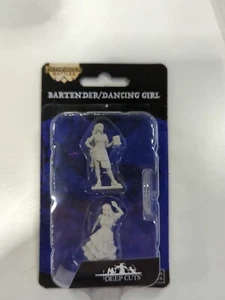 BARTENDER/DANCING GIRL
DEEP CUTS